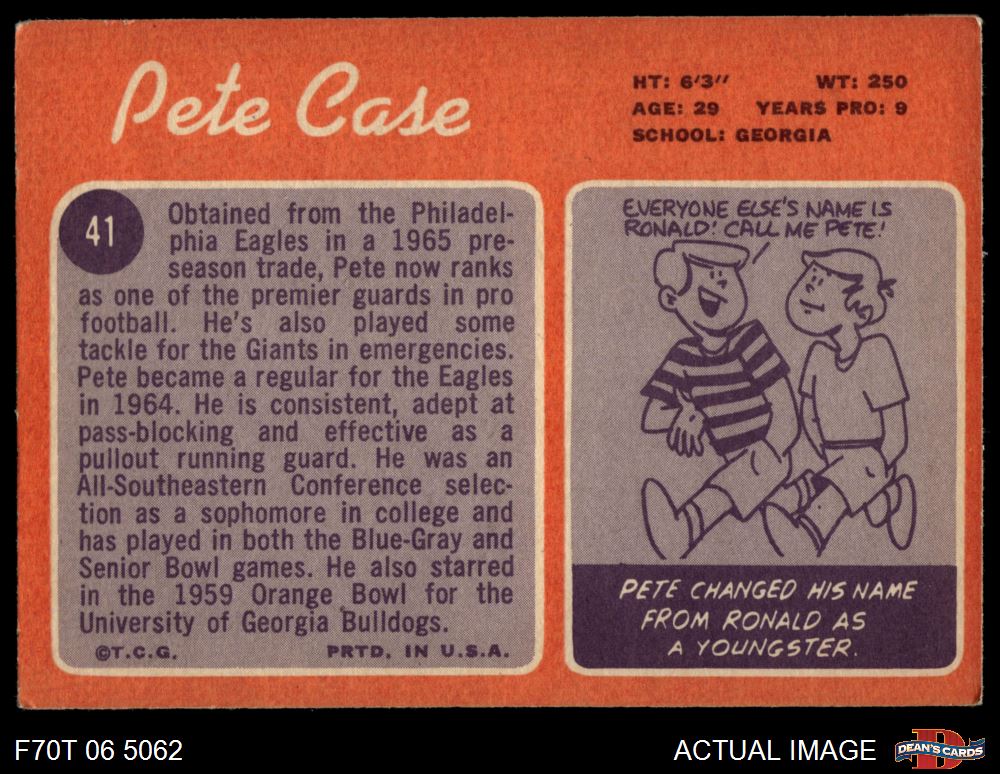 Pete Case
HT: 6'3" WT: 250
AGE: 29 YEARS PRO: 9
SCHOOL: GEORGIA
41
Obtained from the Philadel-
phia Eagles in a 1965 pre-
season trade, Pete now ranks
as one of the premier guards in pro
football. He's also played some
tackle for the Giants in emergencies.
Pete became a regular for the Eagles
in 1964. He is consistent, adept at
pass-blocking and effective as a
pullout running guard. He was an
All-Southeastern Conference selec-
tion as a sophomore in college and
has played in both the Blue-Gray and
Senior Bowl games. He also starred
in the 1959 Orange Bowl for the
University of Georgia Bulldogs.
©T.C.G. PRTD. IN U.S.A.
EVERYONE ELSE'S NAME IS
RONALD! CALL ME PETE!
PETE CHANGED HIS NAME
FROM RONALD AS
A YOUNGSTER.
F70T 06 5062
ACTUAL IMAGE
D
DEAN'S CARDS